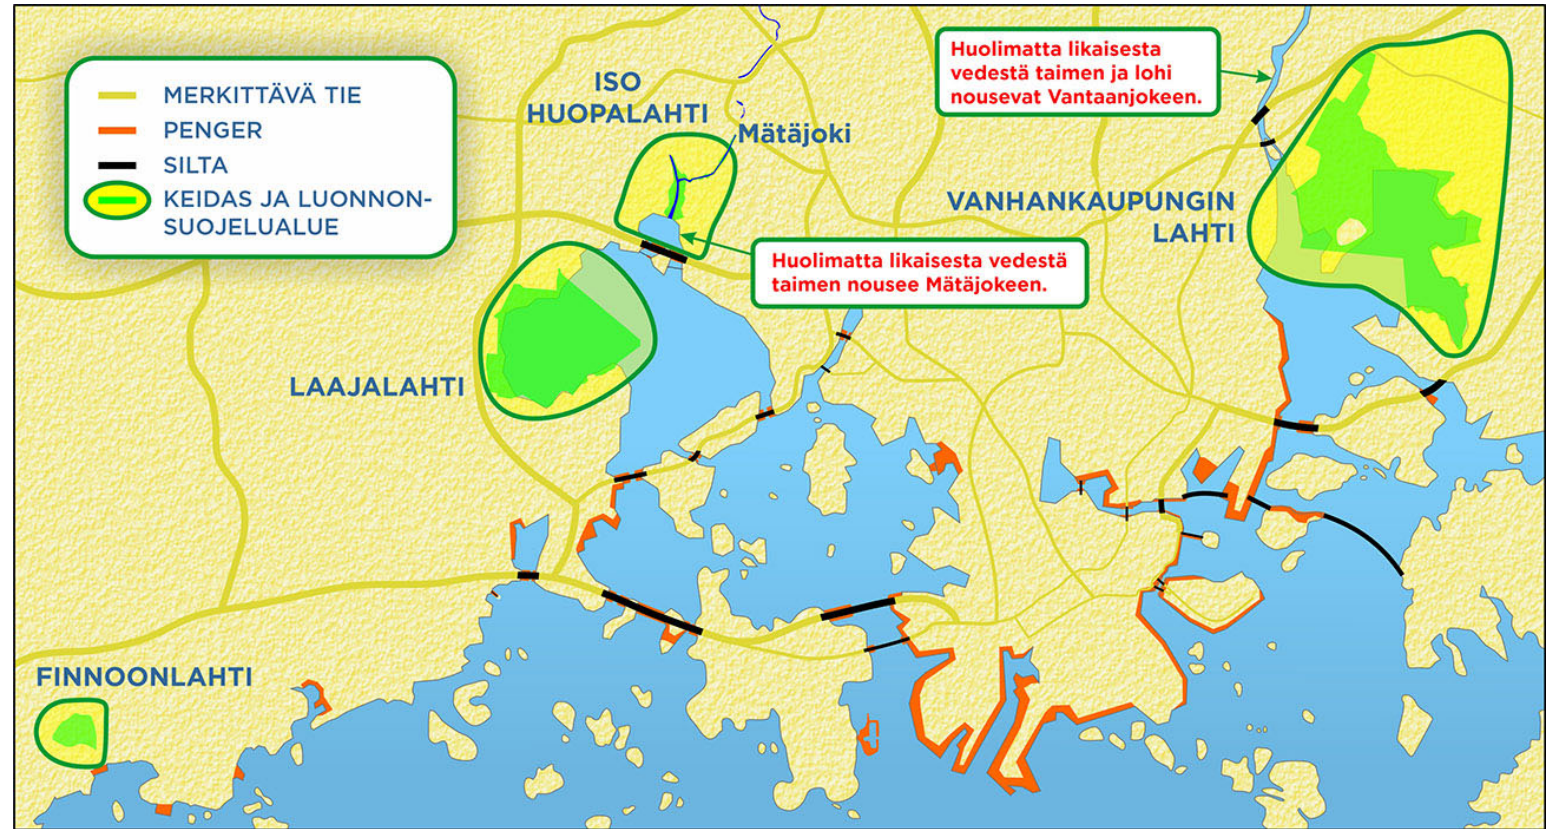 MERKITTÄVÄ TIE
PENGER
SILTA
KEIDAS JA LUONNON-
SUOJELUALUE
ISO
HUOPALAHTI
Mätäjoki
Huolimatta likaisesta
vedestä taimen ja lohi
nousevat Vantaanjokeen.
VANHANKAUPUNGIN
LAHTI
Huolimatta likaisesta vedestä
taimen nousee Mätäjokeen.
LAAJALAHTI
FINNOONLAHTI